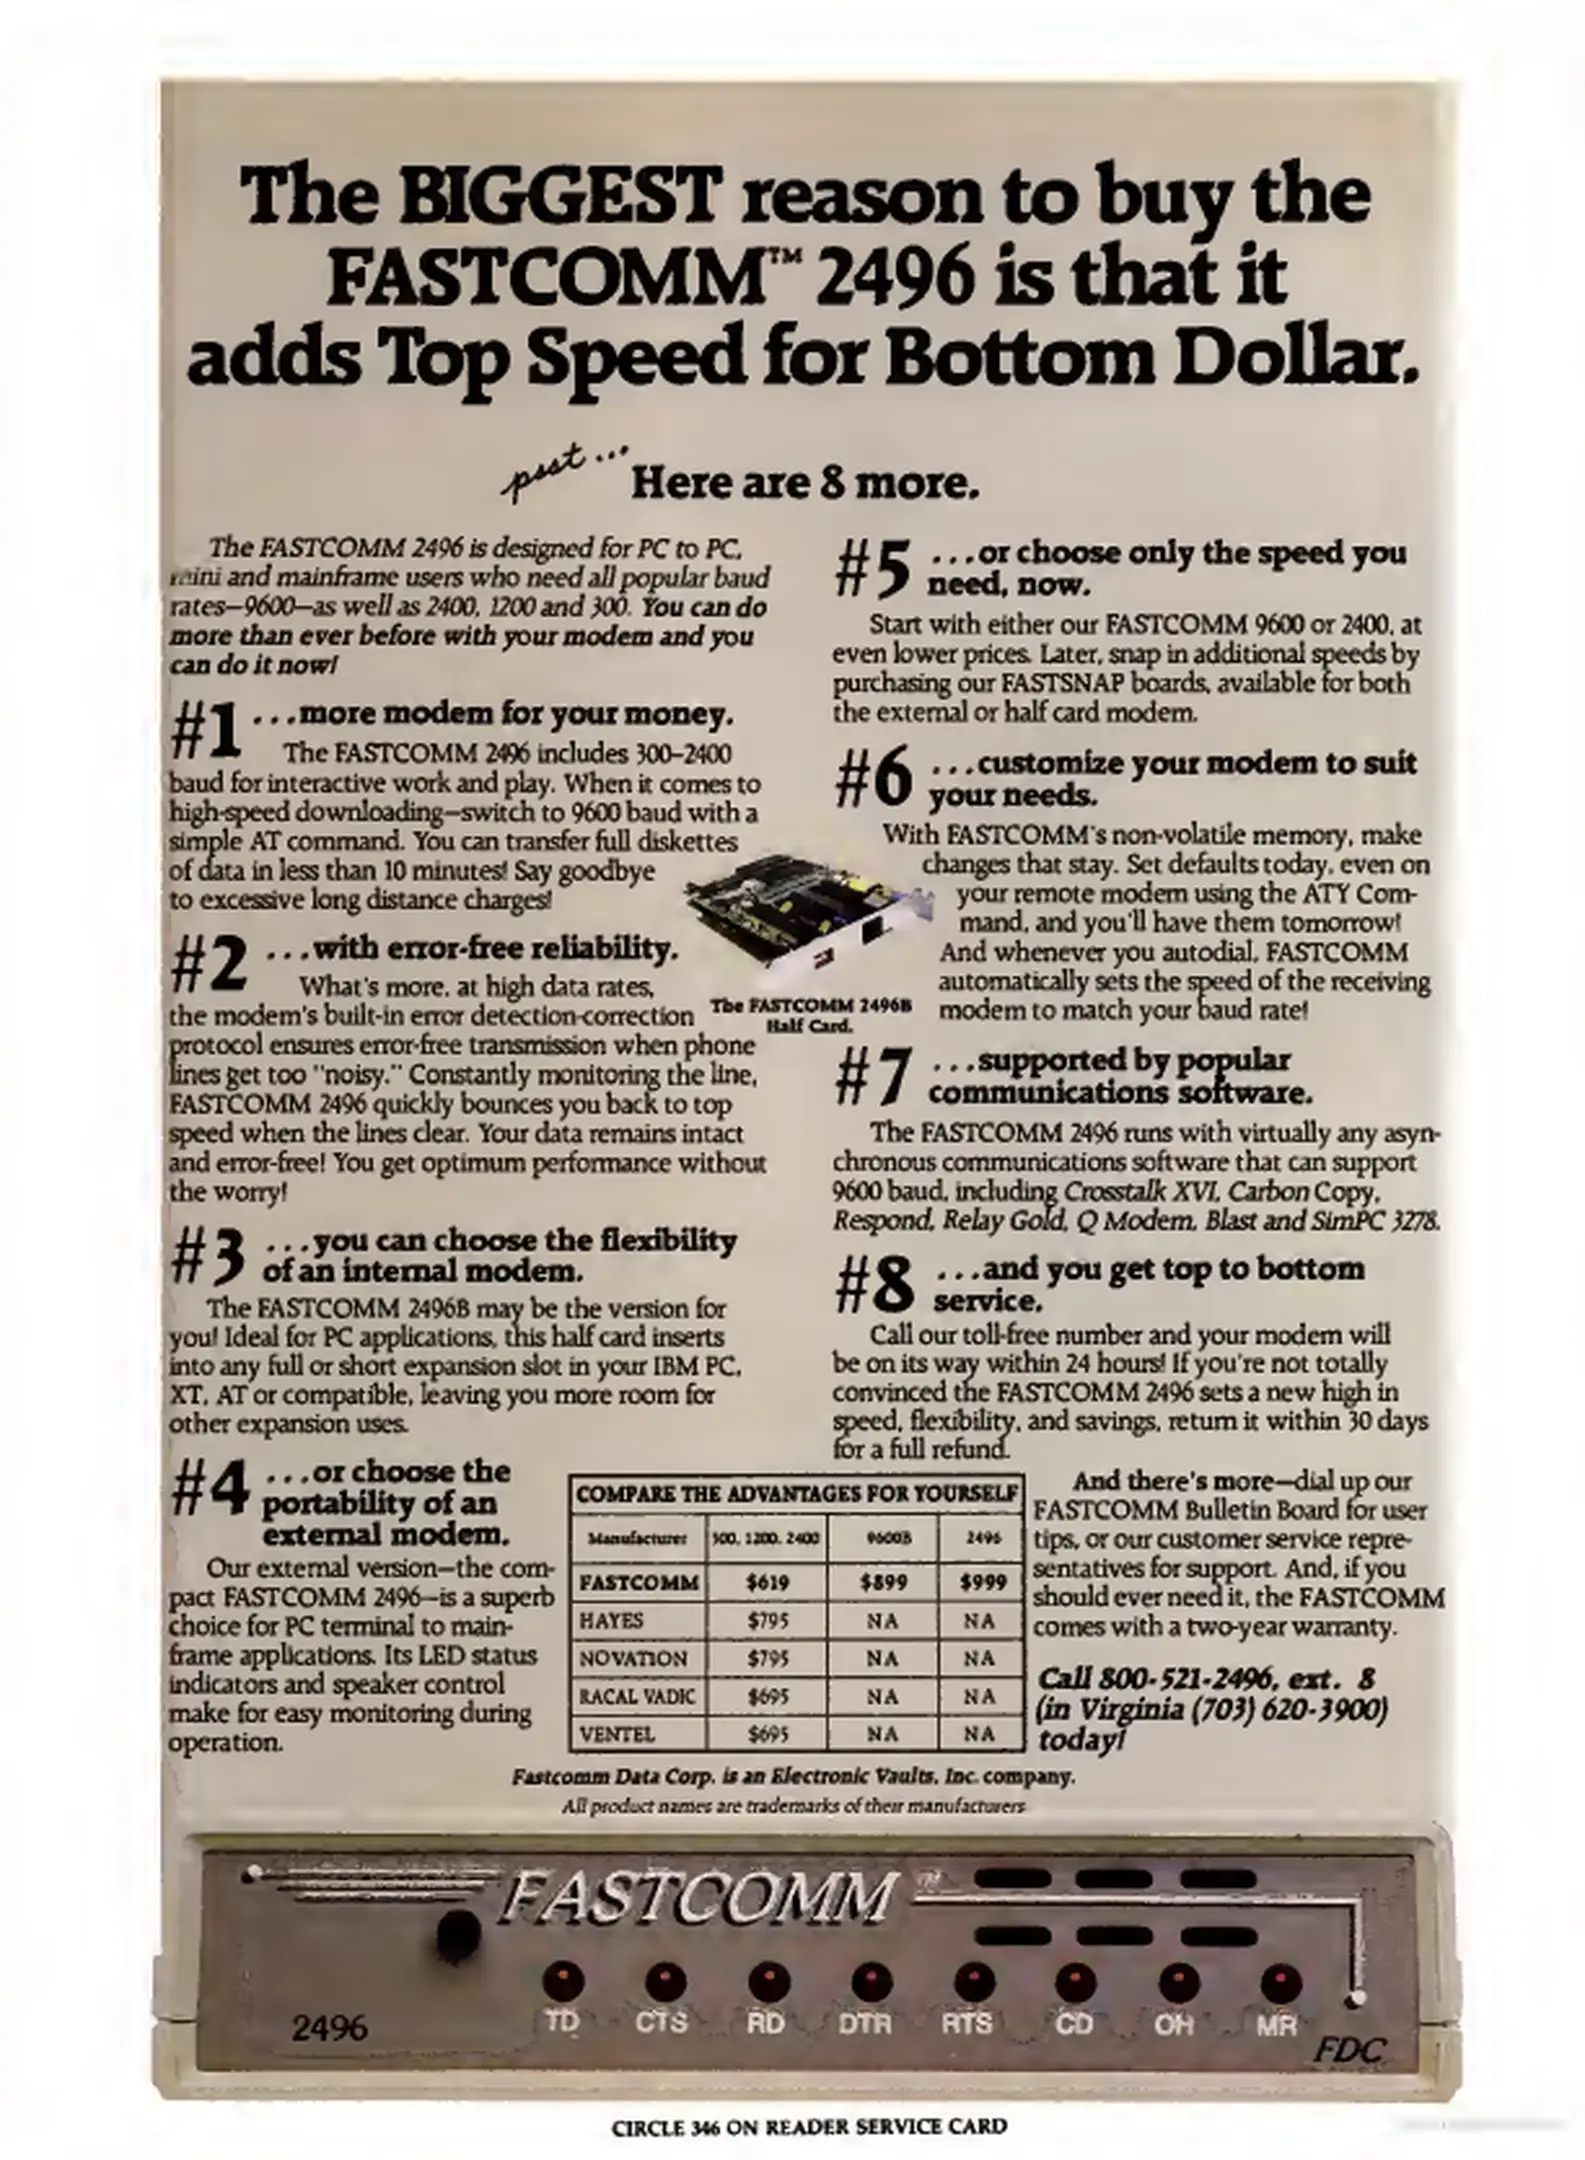 The BIGGEST reason to buy the
FASTCOMM™ 2496 is that it
adds Top Speed for Bottom Dollar.
psst...
Here are 8 more.
The FASTCOMM 2496 is designed for PC to PC,
mini and mainframe users who need all popular baud
rates—9600—as well as 2400, 1200 and 300. You can do
more than ever before with your modem and you
can do it now!
#1 ...more modem for your money.
The FASTCOMM 2496 includes 300–2400
baud for interactive work and play. When it comes to
high-speed downloading—switch to 9600 baud with a
simple AT command. You can transfer full diskettes
of data in less than 10 minutes! Say goodbye
to excessive long distance charges!
#2 ...with error-free reliability.
What's more, at high data rates,
the modem's built-in error detection-correction
protocol ensures error-free transmission when phone
lines get too "noisy." Constantly monitoring the line,
FASTCOMM 2496 quickly bounces you back to top
speed when the lines clear. Your data remains intact
and error-free! You get optimum performance without
the worry!
#3 ...you can choose the flexibility
of an internal modem.
The FASTCOMM 2496B may be the version for
you! Ideal for PC applications, this half card inserts
into any full or short expansion slot in your IBM PC,
XT, AT or compatible, leaving you more room for
other expansion uses.
#4 ...or choose the
portability of an
external modem.
Our external version—the com-
pact FASTCOMM 2496—is a superb
choice for PC terminal to main-
frame applications. Its LED status
indicators and speaker control
make for easy monitoring during
operation.
The FASTCOMM 2496B
Half Card.
#5 ...or choose only the speed you
need, now.
Start with either our FASTCOMM 9600 or 2400, at
even lower prices. Later, snap in additional speeds by
purchasing our FASTSNAP boards, available for both
the external or half card modem.
#6 ...customize your modem to suit
your needs.
With FASTCOMM's non-volatile memory, make
changes that stay. Set defaults today, even on
your remote modem using the ATY Com-
mand, and you'll have them tomorrow!
And whenever you autodial, FASTCOMM
automatically sets the speed of the receiving
modem to match your baud rate!
#7 ...supported by popular
communications software.
The FASTCOMM 2496 runs with virtually any asyn-
chronous communications software that can support
9600 baud, including Crosstalk XVI, Carbon Copy,
Respond, Relay Gold, Q Modem, Blast and SimPC 3278.
#8 ...and you get top to bottom
service.
Call our toll-free number and your modem will
be on its way within 24 hours! If you're not totally
convinced the FASTCOMM 2496 sets a new high in
speed, flexibility, and savings, return it within 30 days
for a full refund.
And there's more—dial up our
FASTCOMM Bulletin Board for user
tips, or our customer service repre-
sentatives for support. And, if you
should ever need it, the FASTCOMM
comes with a two-year warranty.
Call 800-521-2496, ext. 8
(in Virginia (703) 620-3900)
today!
COMPARE THE ADVANTAGES FOR YOURSELF
Manufacturer 300, 1200, 2400 9600B 2496
FASTCOMM $619 $899 $999
HAYES $795 NA NA
NOVATION $795 NA NA
RACAL VADIC $695 NA NA
VENTEL $695 NA NA
Fastcomm Data Corp. is an Electronic Vaults, Inc. company.
All product names are trademarks of their manufacturers
FASTCOMM™
TD CTS RD DTR RTS CD OH MR
2496
FDC
CIRCLE 346 ON READER SERVICE CARD